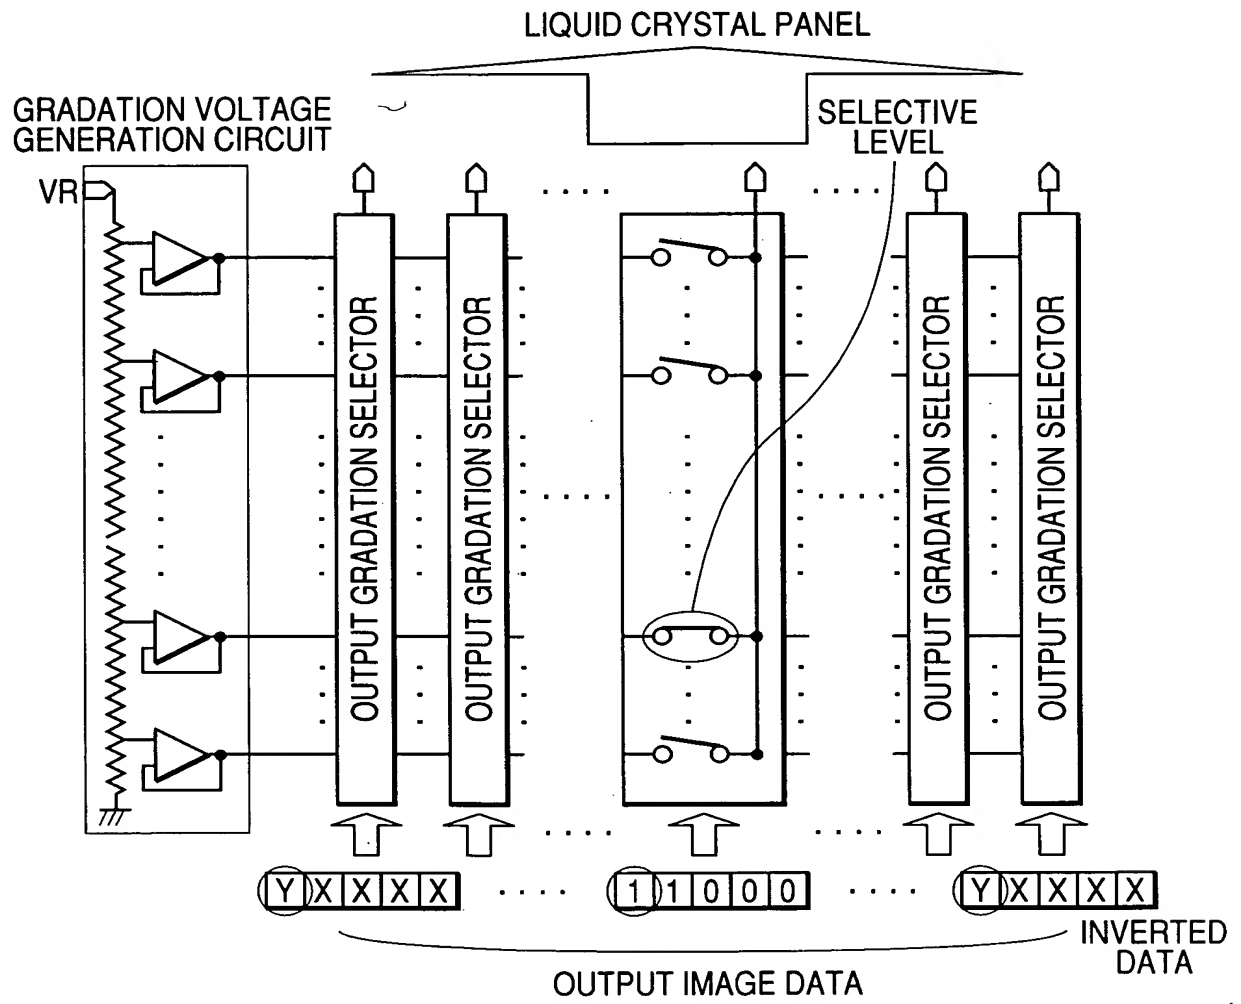 LIQUID CRYSTAL PANEL
GRADATION VOLTAGE
GENERATION CIRCUIT
SELECTIVE
LEVEL
VR
OUTPUT GRADATION SELECTOR
OUTPUT GRADATION SELECTOR
OUTPUT GRADATION SELECTOR
OUTPUT GRADATION SELECTOR
Y X X X X
1 1 0 0 0
Y X X X X
INVERTED
DATA
OUTPUT IMAGE DATA